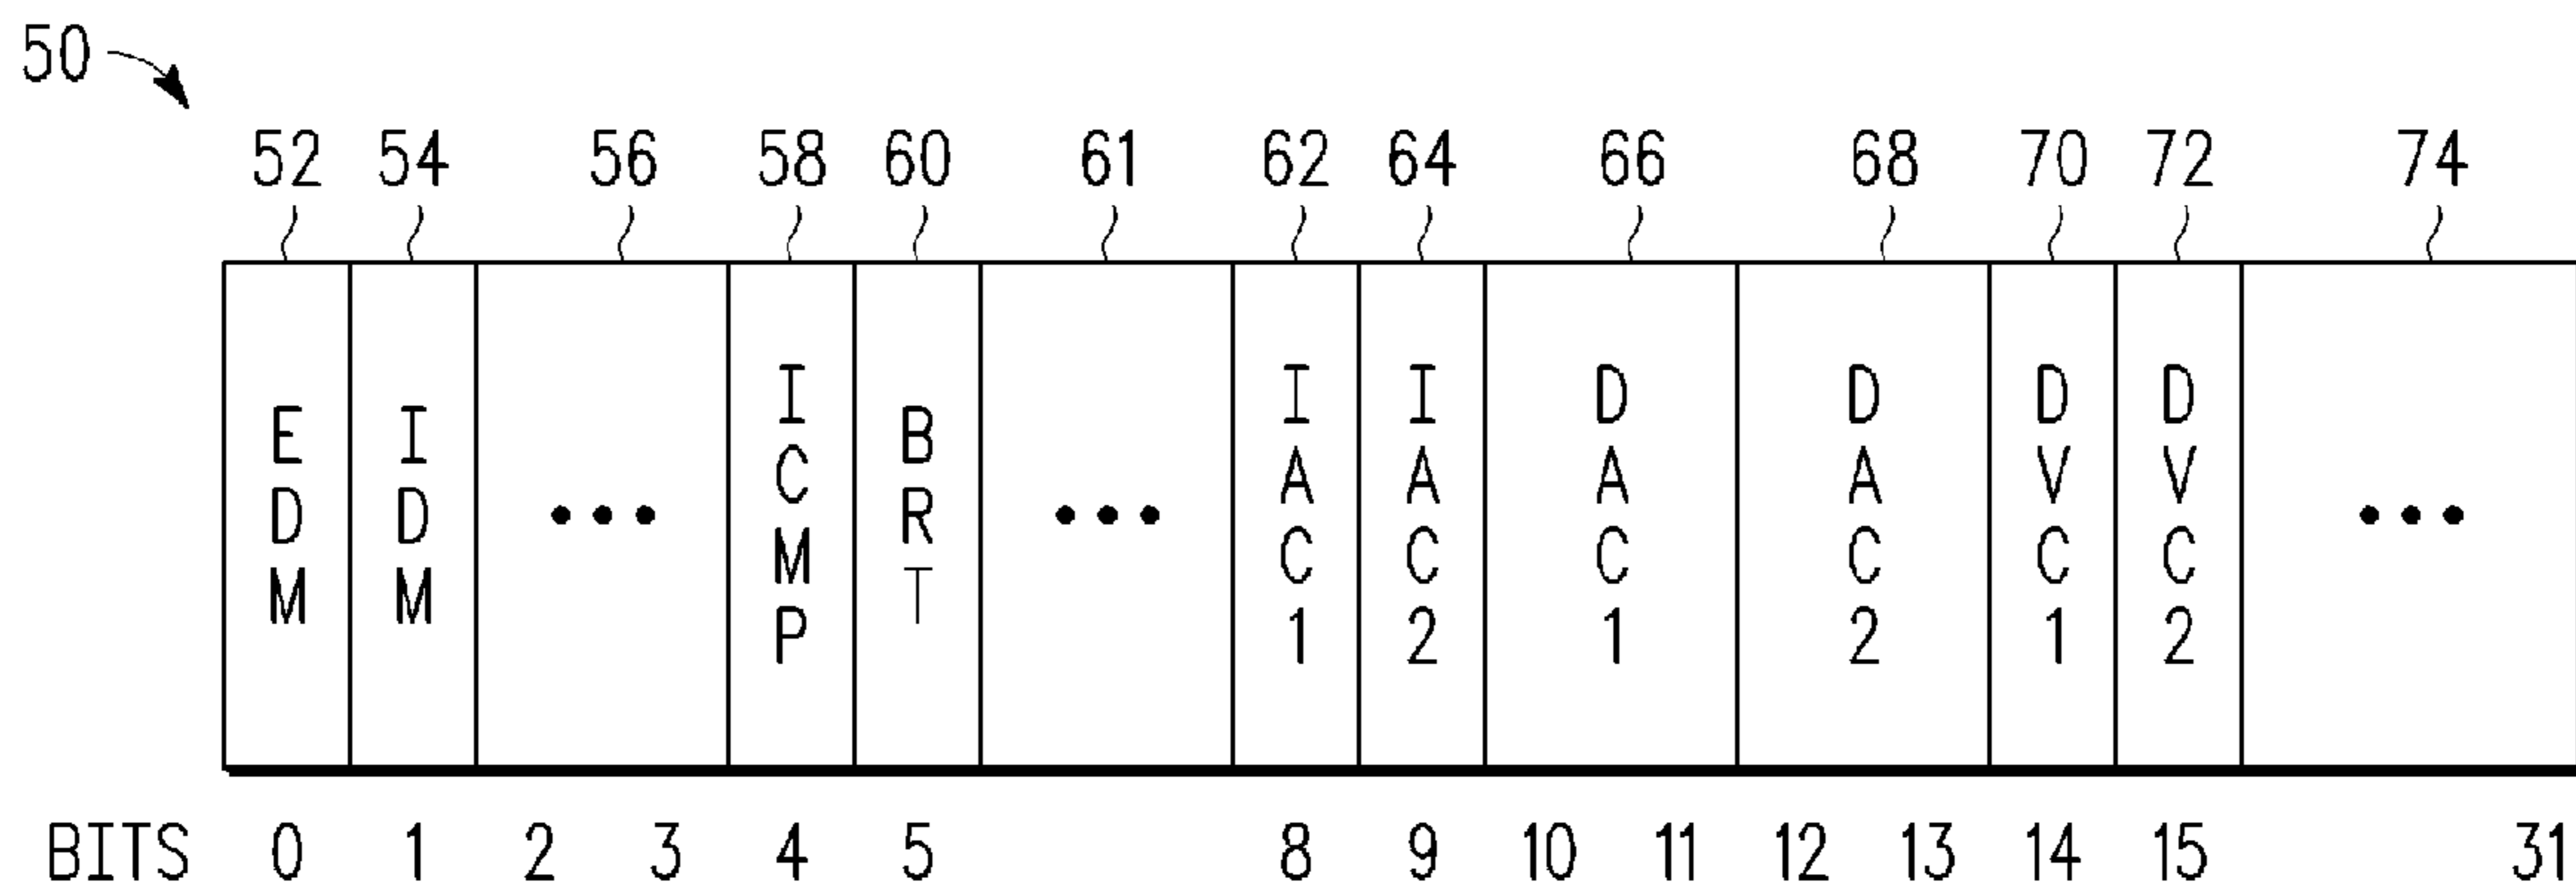 50
52 54 56 58 60 61 62 64 66 68 70 72 74
EDM IDM ••• ICMP BRT ••• IAC1 IAC2 DAC1 DAC2 DVC1 DVC2 •••
BITS 0 1 2 3 4 5 8 9 10 11 12 13 14 15 31